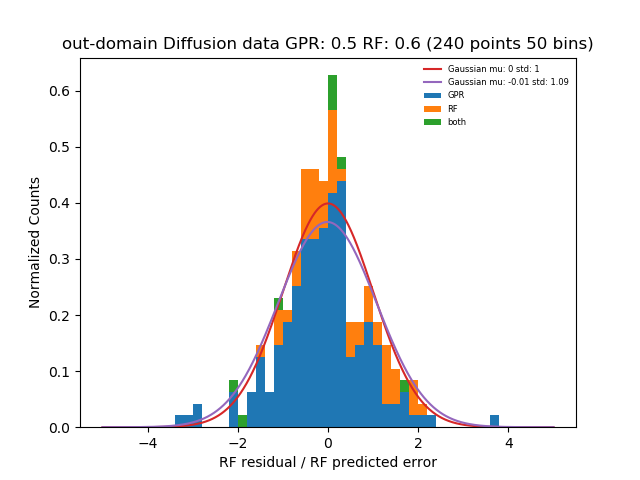 out-domain Diffusion data GPR: 0.5 RF: 0.6 (240 points 50 bins)
Gaussian mu: 0 std: 1
Gaussian mu: -0.01 std: 1.09
GPR
RF
both
Normalized Counts
0.6
0.5
0.4
0.3
0.2
0.1
0.0
−4 −2 0 2 4
RF residual / RF predicted error